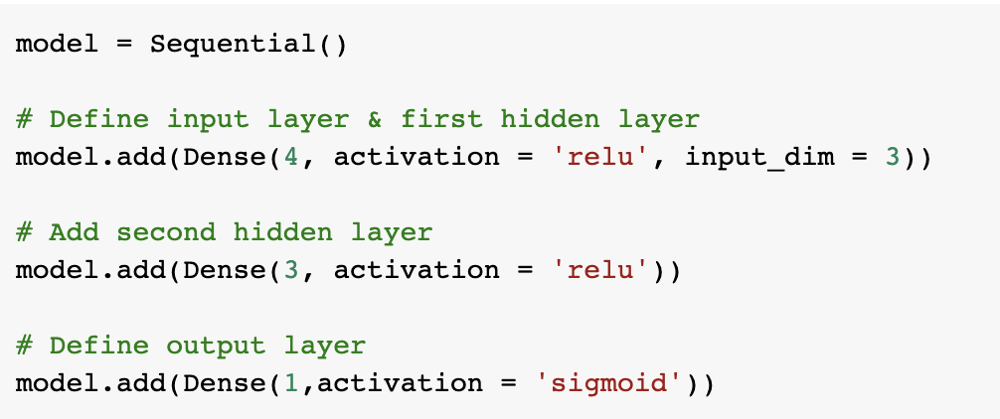 model = Sequential()
# Define input layer & first hidden layer
model.add(Dense(4, activation = 'relu', input_dim = 3))
# Add second hidden layer
model.add(Dense(3, activation = 'relu'))
# Define output layer
model.add(Dense(1,activation = 'sigmoid'))